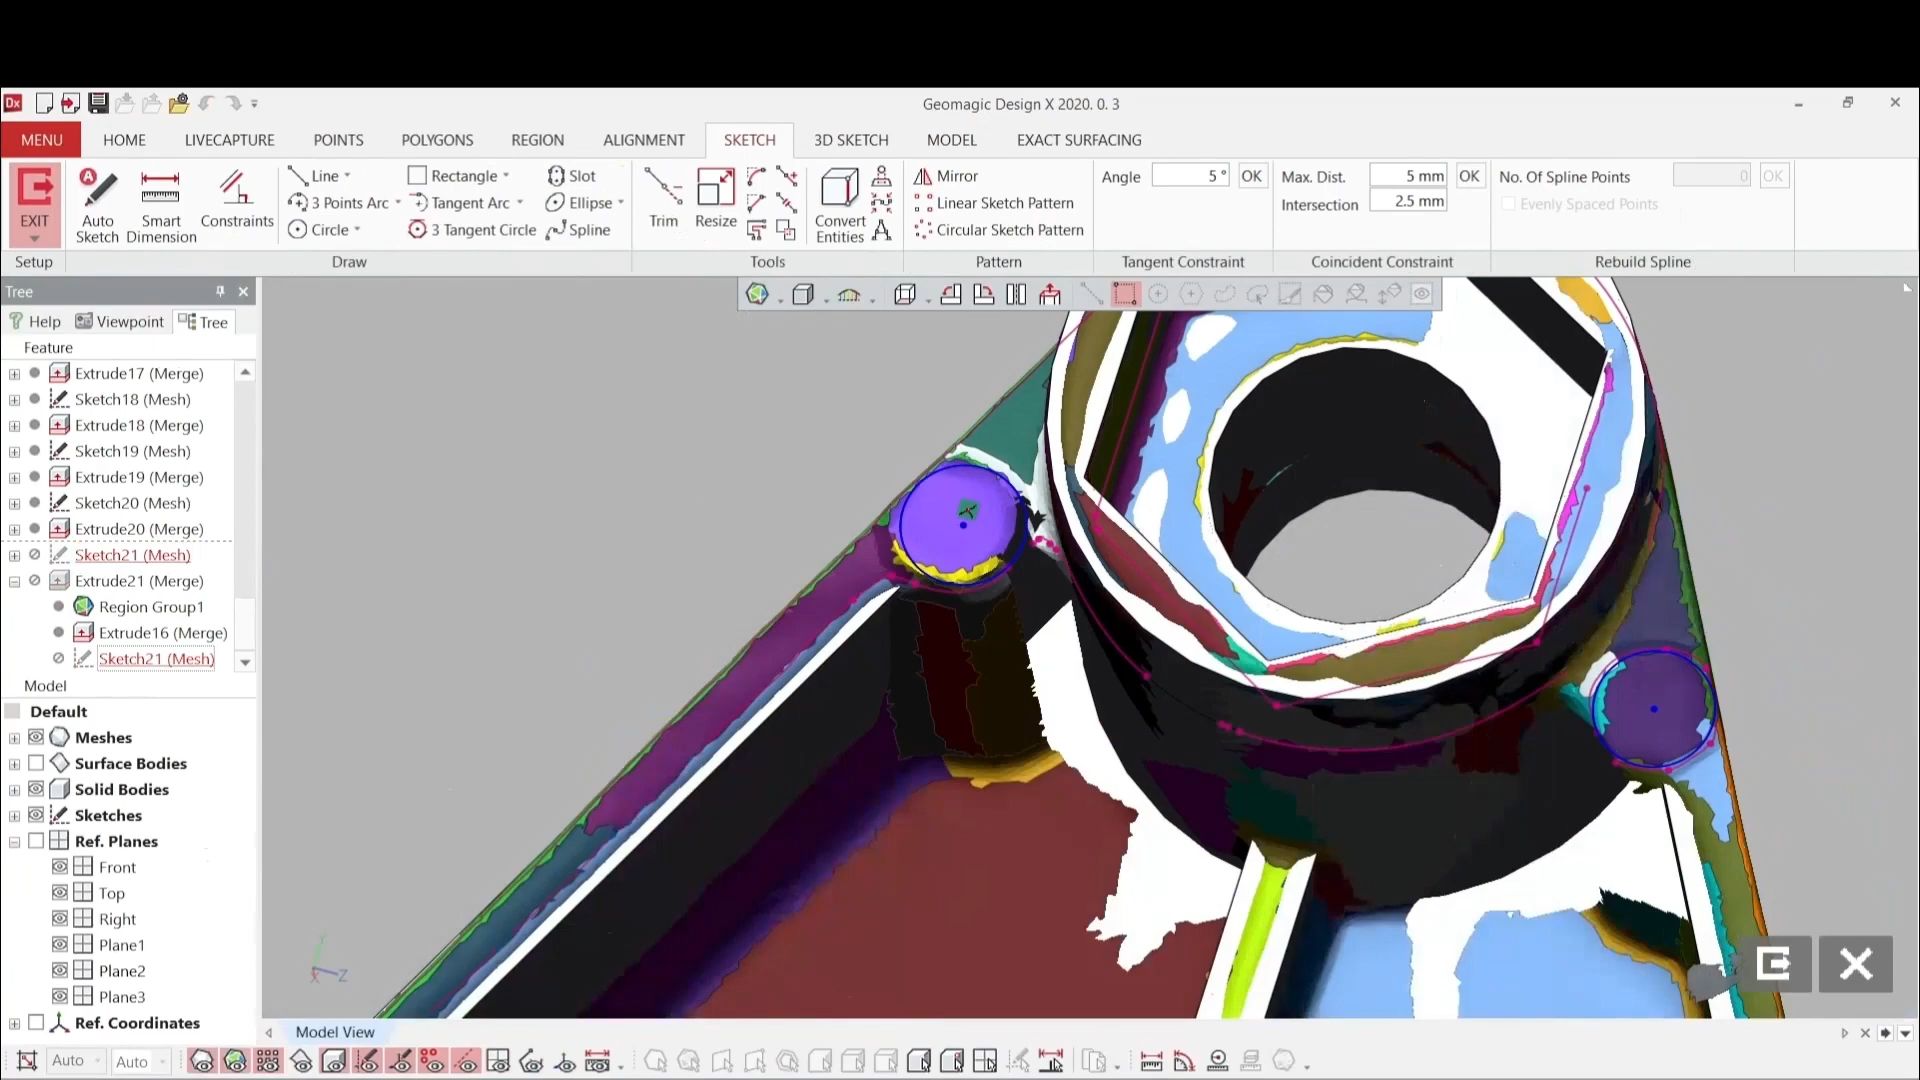 Dx
Geomagic Design X 2020. 0. 3
MENU HOME LIVECAPTURE POINTS POLYGONS REGION ALIGNMENT SKETCH 3D SKETCH MODEL EXACT SURFACING
EXIT
Auto Sketch
Smart Dimension
Constraints
Line
Rectangle
Slot
3 Points Arc
Tangent Arc
Ellipse
Circle
3 Tangent Circle
Spline
Trim
Resize
Convert Entities
Mirror
Linear Sketch Pattern
Circular Sketch Pattern
Angle 5 ° OK
Max. Dist. 5 mm OK
Intersection 2.5 mm
No. Of Spline Points 0 OK
Evenly Spaced Points
Setup Draw Tools Pattern Tangent Constraint Coincident Constraint Rebuild Spline
Tree
Help Viewpoint Tree
Feature
Extrude17 (Merge)
Sketch18 (Mesh)
Extrude18 (Merge)
Sketch19 (Mesh)
Extrude19 (Merge)
Sketch20 (Mesh)
Extrude20 (Merge)
Sketch21 (Mesh)
Extrude21 (Merge)
Region Group1
Extrude16 (Merge)
Sketch21 (Mesh)
Model
Default
Meshes
Surface Bodies
Solid Bodies
Sketches
Ref. Planes
Front
Top
Right
Plane1
Plane2
Plane3
Ref. Coordinates
Y
X Z
Model View
Auto Auto